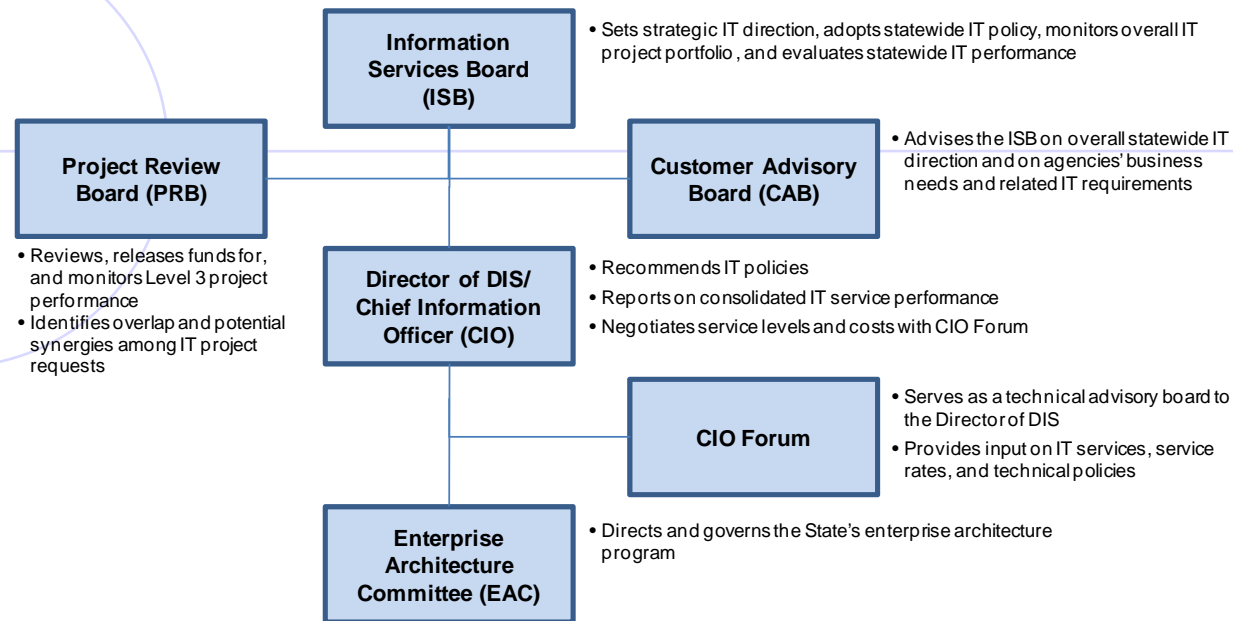 Information
Services Board
(ISB)
• Sets strategic IT direction, adopts statewide IT policy, monitors overall IT
project portfolio , and evaluates statewide IT performance
Project Review
Board (PRB)
• Reviews, releases funds for,
and monitors Level 3 project
performance
• Identifies overlap and potential
synergies among IT project
requests
Customer Advisory
Board (CAB)
• Advises the ISB on overall statewide IT
direction and on agencies’ business
needs and related IT requirements
Director of DIS/
Chief Information
Officer (CIO)
• Recommends IT policies
• Reports on consolidated IT service performance
• Negotiates service levels and costs with CIO Forum
CIO Forum
• Serves as a technical advisory board to
the Director of DIS
• Provides input on IT services, service
rates, and technical policies
Enterprise
Architecture
Committee (EAC)
• Directs and governs the State’s enterprise architecture
program